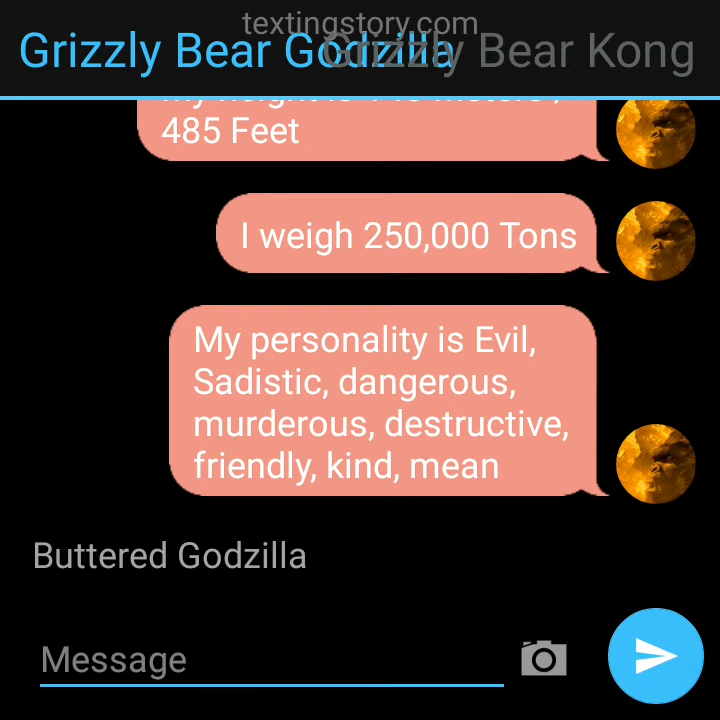 textingstory.com
Grizzly Bear Godzilla
Grizzly Bear Kong
485 Feet
I weigh 250,000 Tons
My personality is Evil,
Sadistic, dangerous,
murderous, destructive,
friendly, kind, mean
Buttered Godzilla
Message